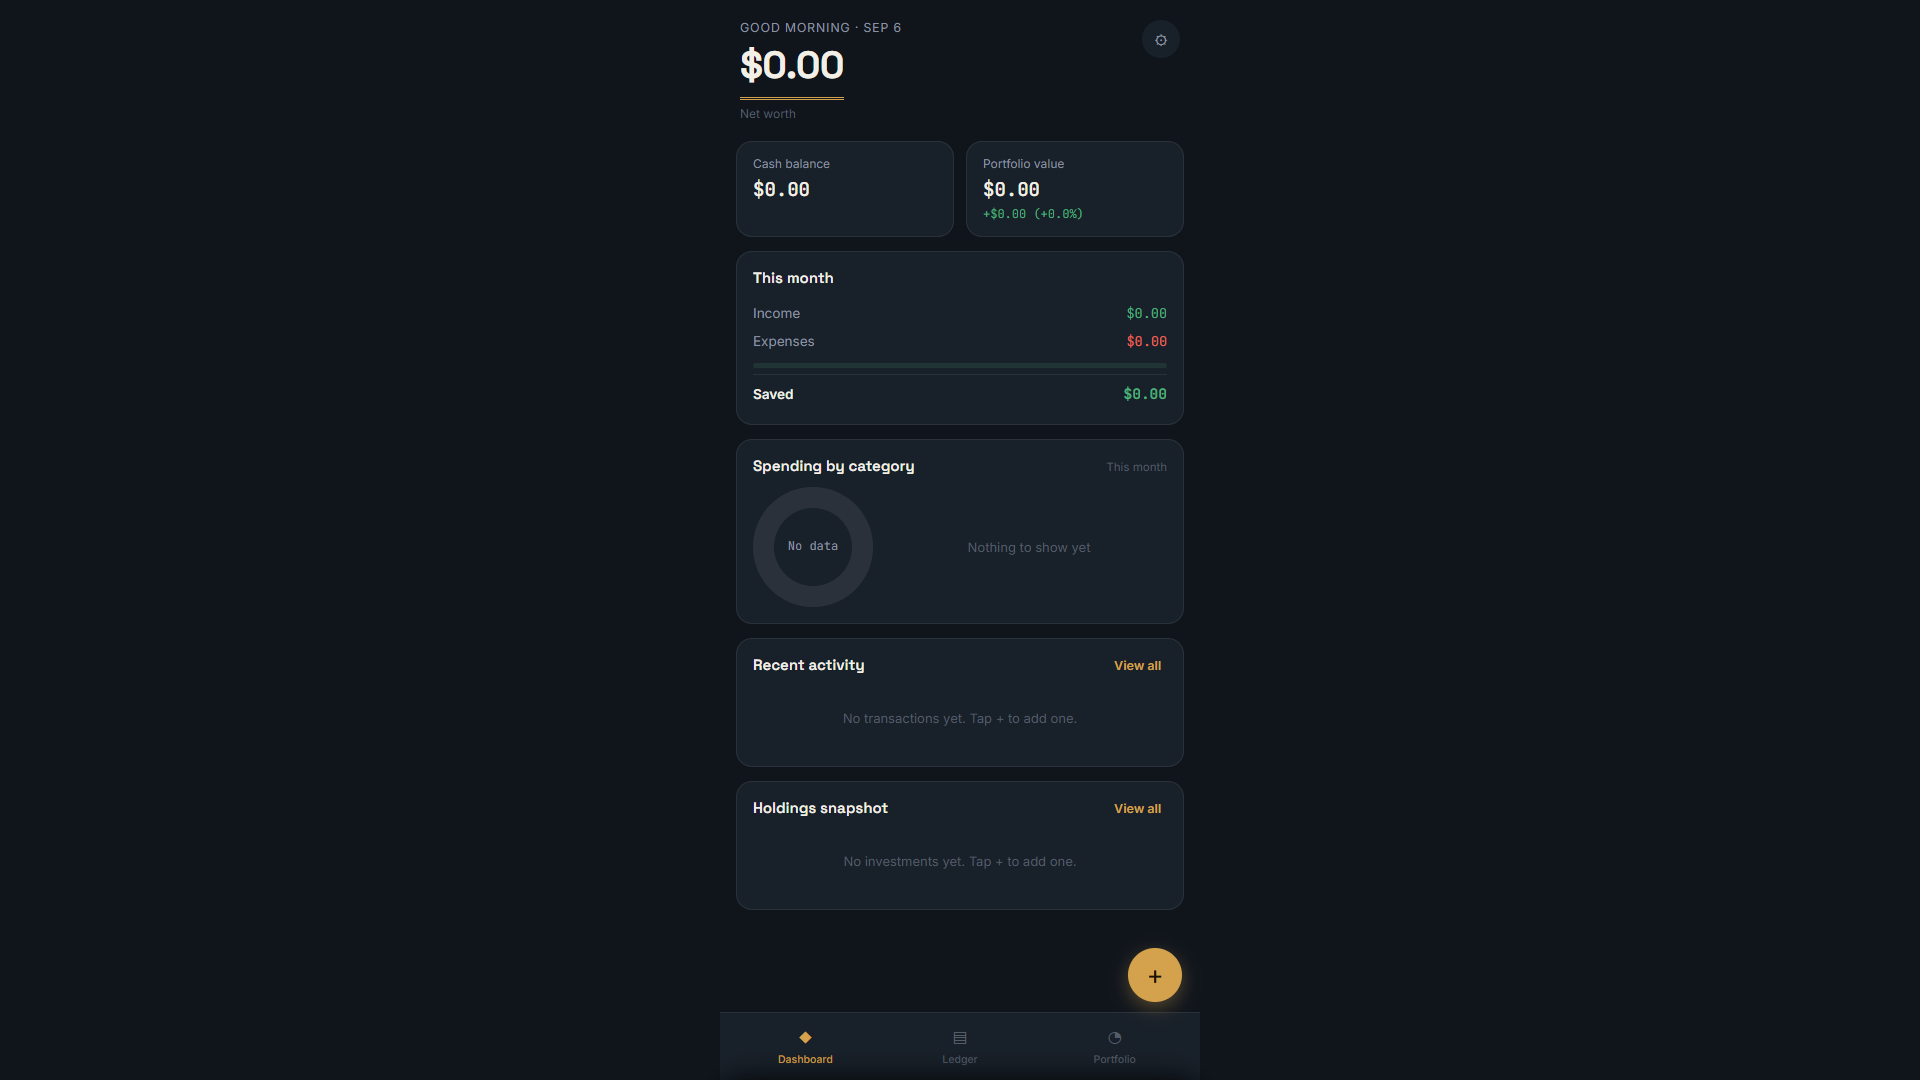 GOOD MORNING · SEP 6
$0.00
Net worth
Cash balance
$0.00
Portfolio value
$0.00
+$0.00 (+0.0%)
This month
Income $0.00
Expenses $0.00
Saved $0.00
Spending by category This month
No data
Nothing to show yet
Recent activity View all
No transactions yet. Tap + to add one.
Holdings snapshot View all
No investments yet. Tap + to add one.
+
Dashboard Ledger Portfolio